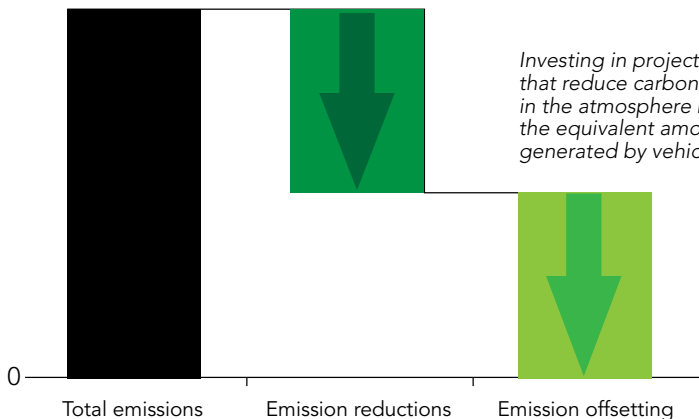 Investing in project
that reduce carbon
in the atmosphere
the equivalent amo
generated by vehic
0
Total emissions
Emission reductions
Emission offsetting